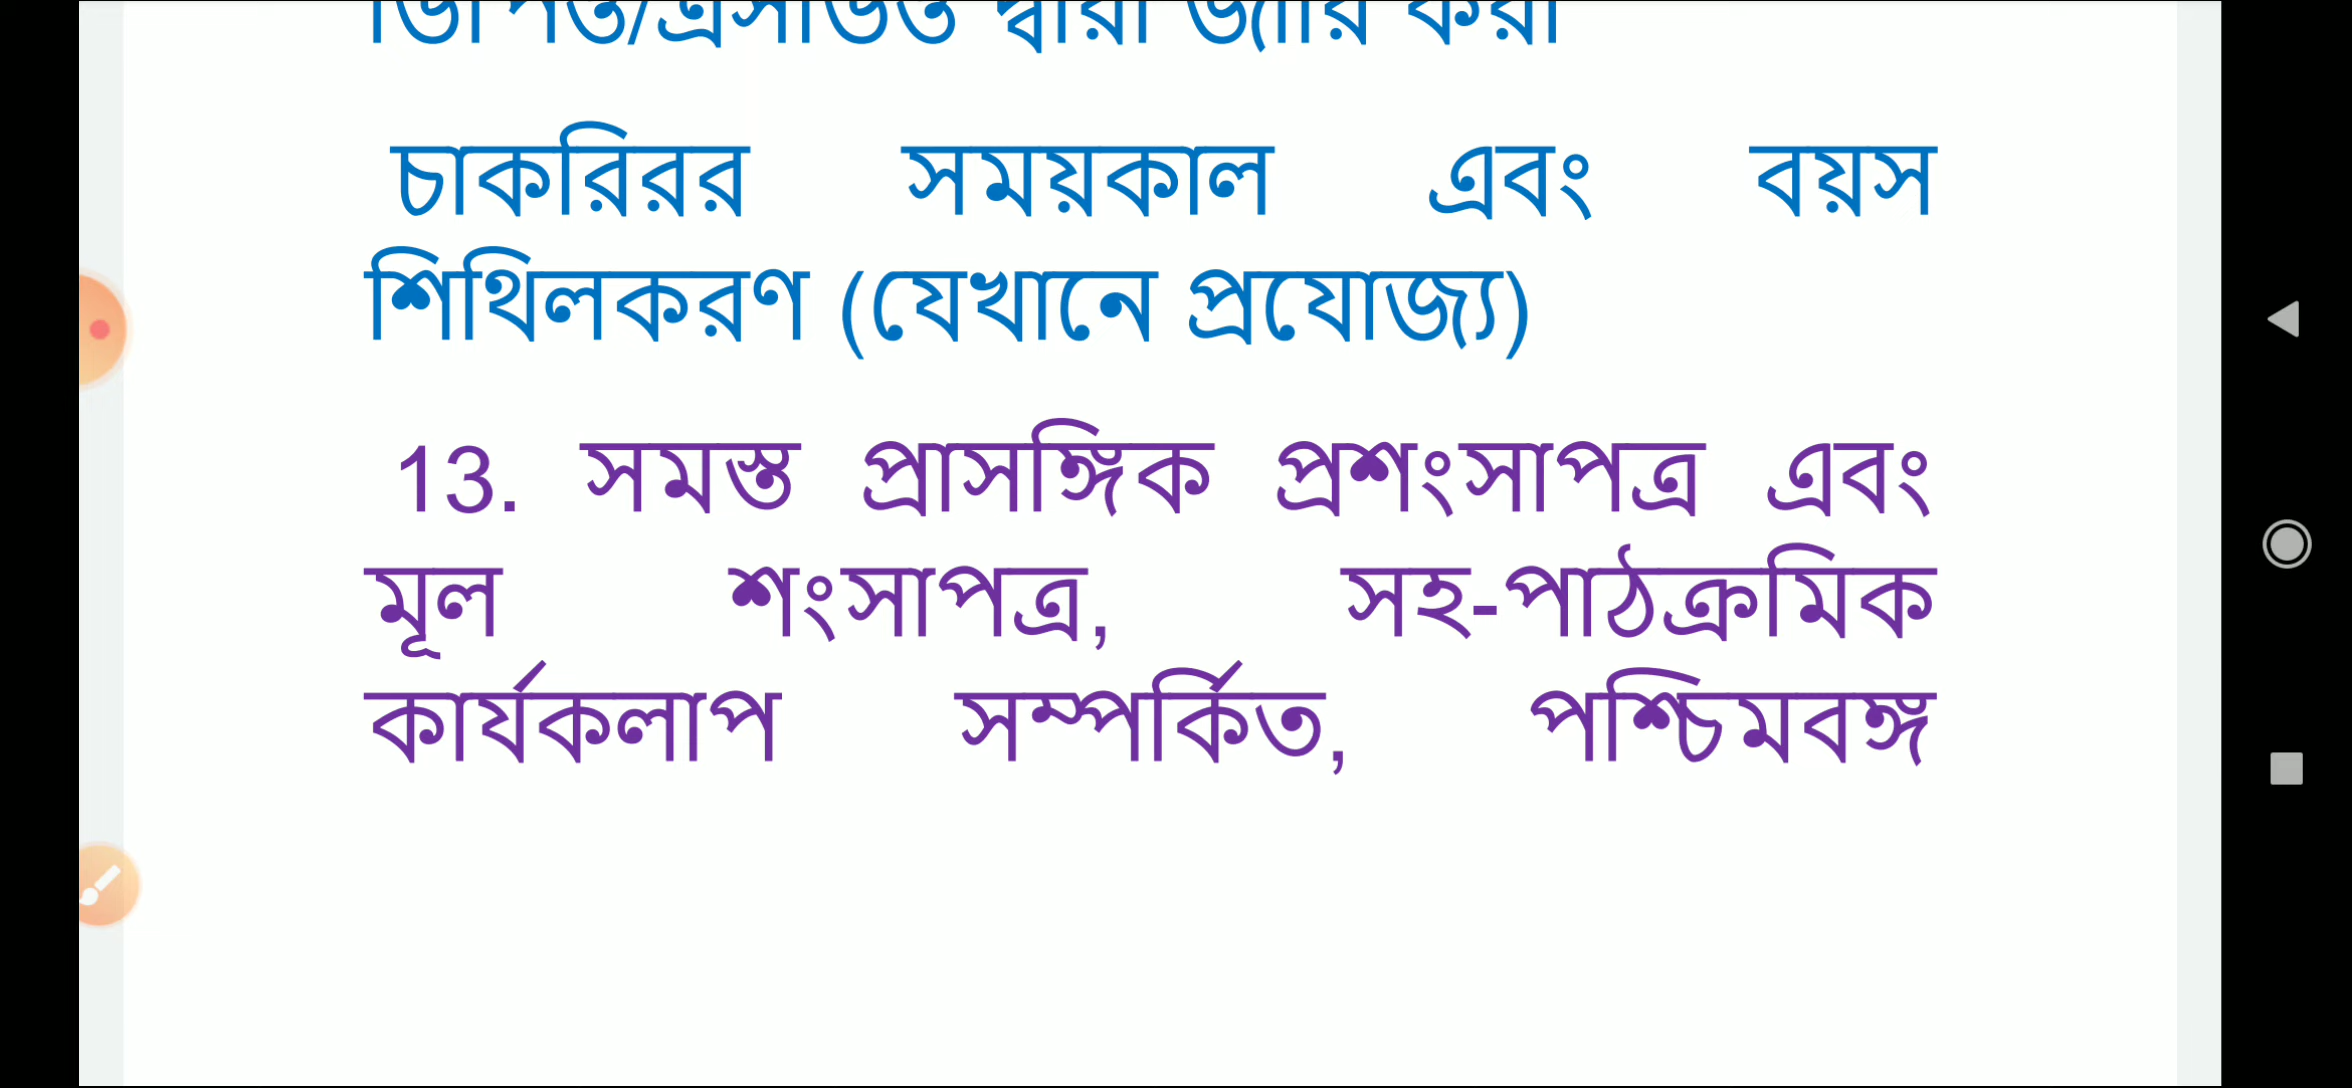 দ্বারা জারি করা
চাকরিরর সময়কাল এবং বয়স
শিথিলকরণ (যেখানে প্রযোজ্য)
13. সমস্ত প্রাসঙ্গিক প্রশংসাপত্র এবং
মূল শংসাপত্র, সহ-পাঠক্রমিক
কার্যকলাপ সম্পর্কিত, পশ্চিমবঙ্গ